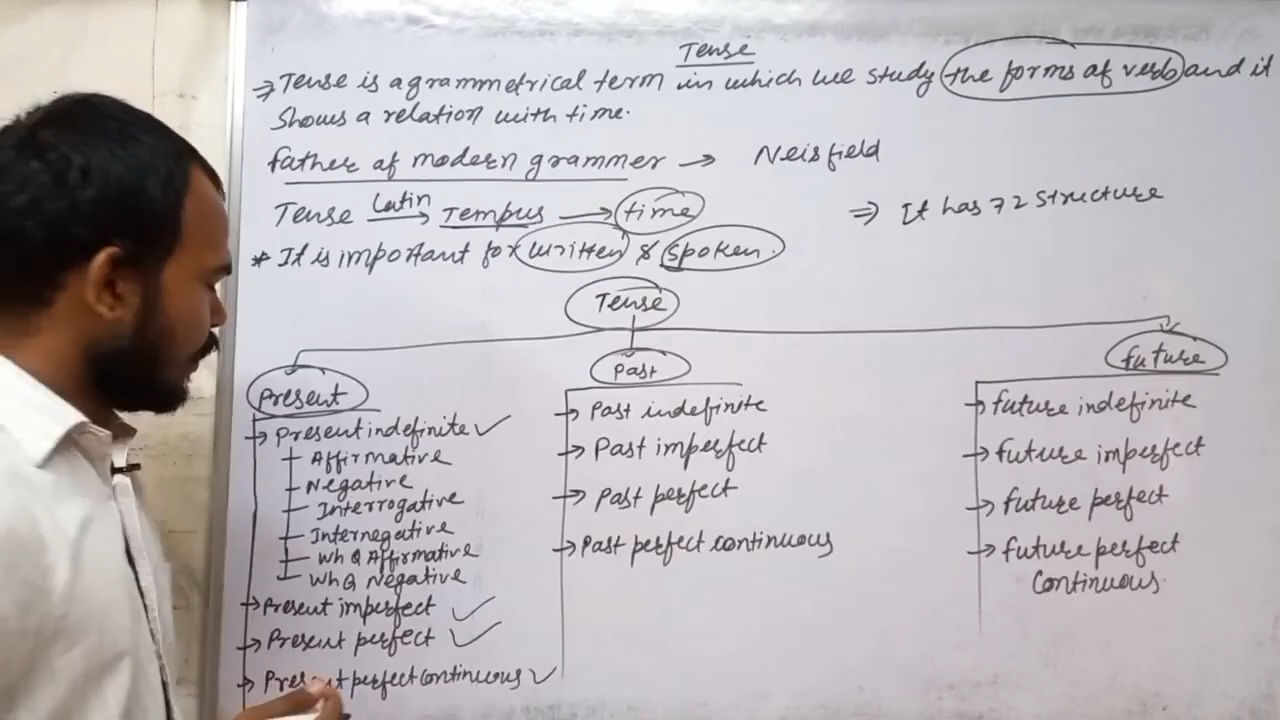 Tense
⇒ Tense is a grammetrical term in which we study the forms of verb and it
shows a relation with time.
father of modern grammer → Neisfield
Tense Latin → Tempus → time
⇒ It has 72 structure
* It is important for written & spoken.
Tense
Present
→ Present indefinite ✓
Affirmative
Negative
Interrogative
Internegative
Wh Q Affirmative
Wh Q Negative
→ Present imperfect ✓
→ Present perfect ✓
→ Present perfect continuous ✓
Past
→ Past indefinite
→ Past imperfect
→ Past perfect
→ Past perfect continuous
future
→ future indefinite
→ future imperfect
→ future perfect
→ future perfect
continuous.